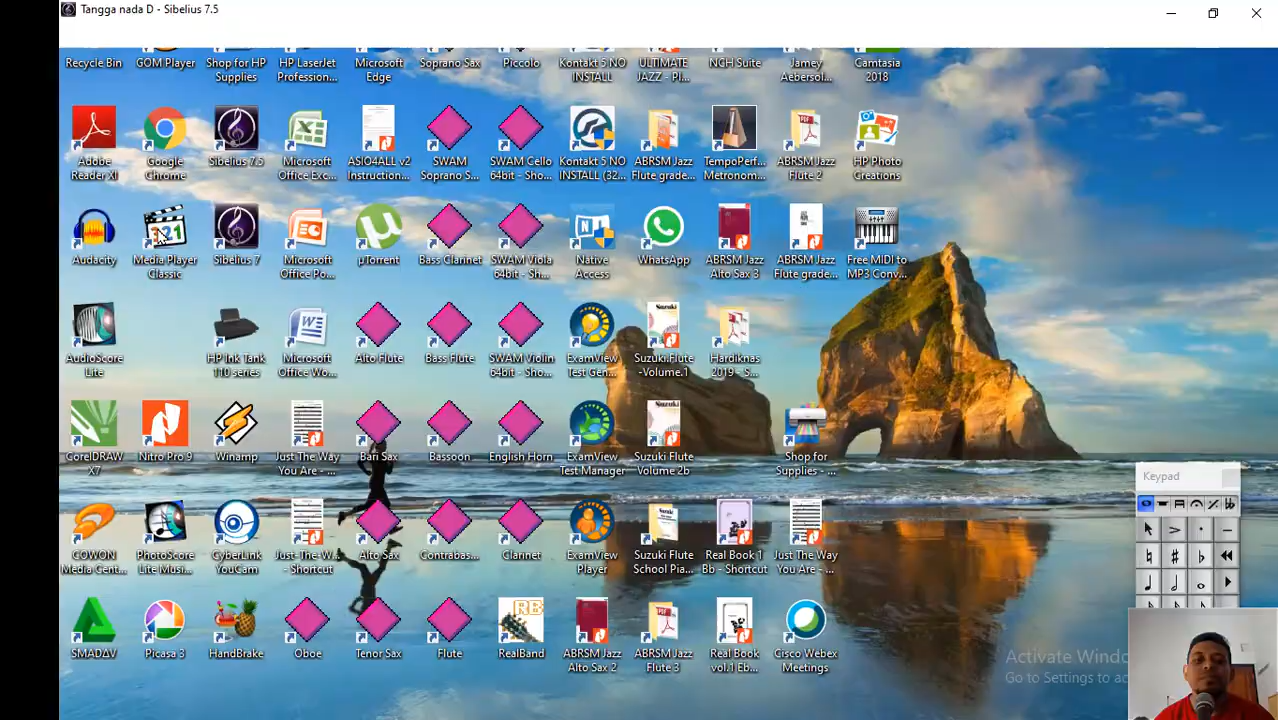 Tangga nada D - Sibelius 7.5
Recycle Bin
GOM Player
Shop for HP
Supplies
HP LaserJet
Profession...
Microsoft
Edge
Soprano Sax
Piccolo
Kontakt 5 NO
INSTALL
ULTIMATE
JAZZ - Pl...
NCH Suite
Jamey
Aebersol...
Camtasia
2018
Adobe
Reader XI
Google
Chrome
Sibelius 7.5
Microsoft
Office Exc...
ASIO4ALL v2
Instruction...
SWAM
Soprano S...
SWAM Cello
64bit - Sho...
Kontakt 5 NO
INSTALL (32...
ABRSM Jazz
Flute grade...
TempoPerf...
Metronom...
ABRSM Jazz
Flute 2
HP Photo
Creations
Audacity
Media Player
Classic
Sibelius 7
Microsoft
Office Po...
µTorrent
Bass Clarinet
SWAM Viola
64bit - Sh...
Native
Access
WhatsApp
ABRSM Jazz
Alto Sax 3
ABRSM Jazz
Flute grade...
Free MIDI to
MP3 Conv...
AudioScore
Lite
HP Ink Tank
110 series
Microsoft
Office Wo...
Alto Flute
Bass Flute
SWAM Violin
64bit - Sho...
ExamView
Test Gen...
Suzuki.Flute
-Volume.1
Hardiknas
2019 - S...
CorelDRAW
X7
Nitro Pro 9
Winamp
Just The Way
You Are - ...
Bari Sax
Bassoon
English Horn
ExamView
Test Manager
Suzuki Flute
Volume 2b
Shop for
Supplies - ...
Keypad
COWON
Media Cent...
PhotoScore
Lite Musi...
CyberLink
YouCam
Just-The-W...
- Shortcut
Alto Sax
Contrabas...
Clarinet
ExamView
Player
Suzuki Flute
School Pia...
Real Book 1
Bb - Shortcut
Just The Way
You Are - ...
SMADΔV
Picasa 3
HandBrake
Oboe
Tenor Sax
Flute
RealBand
ABRSM Jazz
Alto Sax 2
ABRSM Jazz
Flute 3
Real Book
vol.1 Eb...
Cisco Webex
Meetings
Activate Windo
Go to Settings to ac